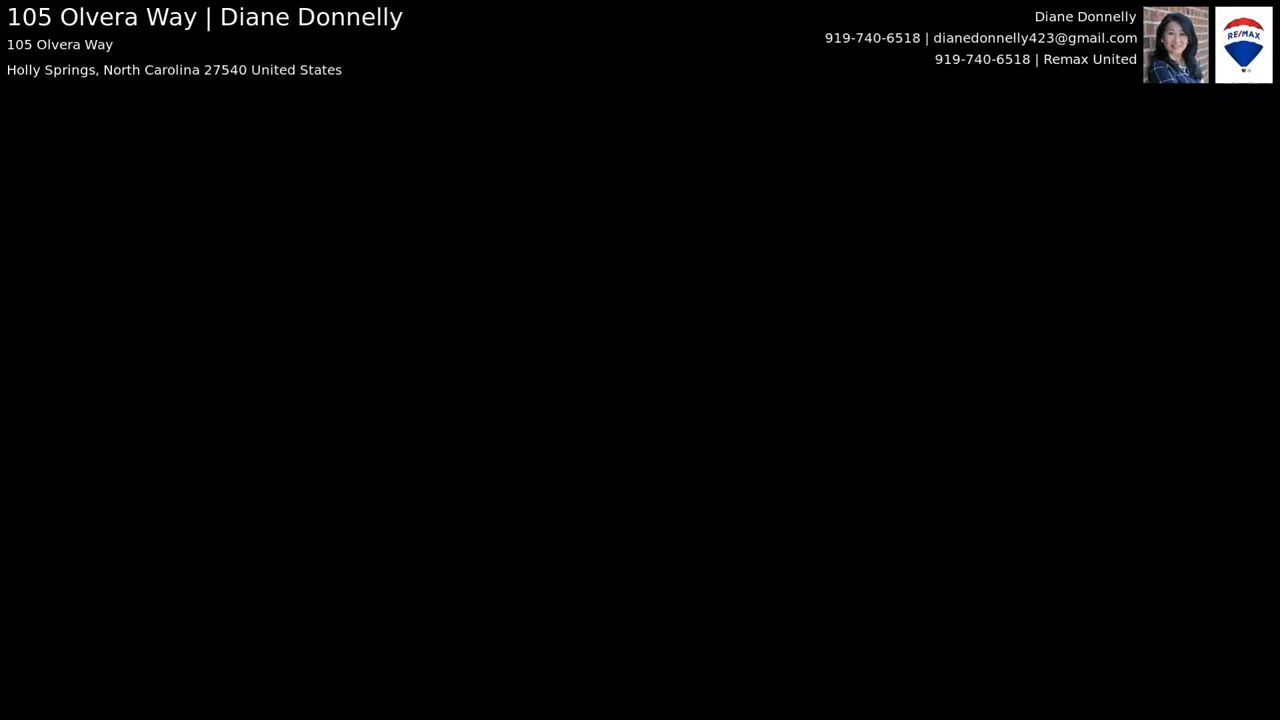 105 Olvera Way | Diane Donnelly
105 Olvera Way
Holly Springs, North Carolina 27540 United States
Diane Donnelly
919-740-6518 | dianedonnelly423@gmail.com
919-740-6518 | Remax United
RE/MAX